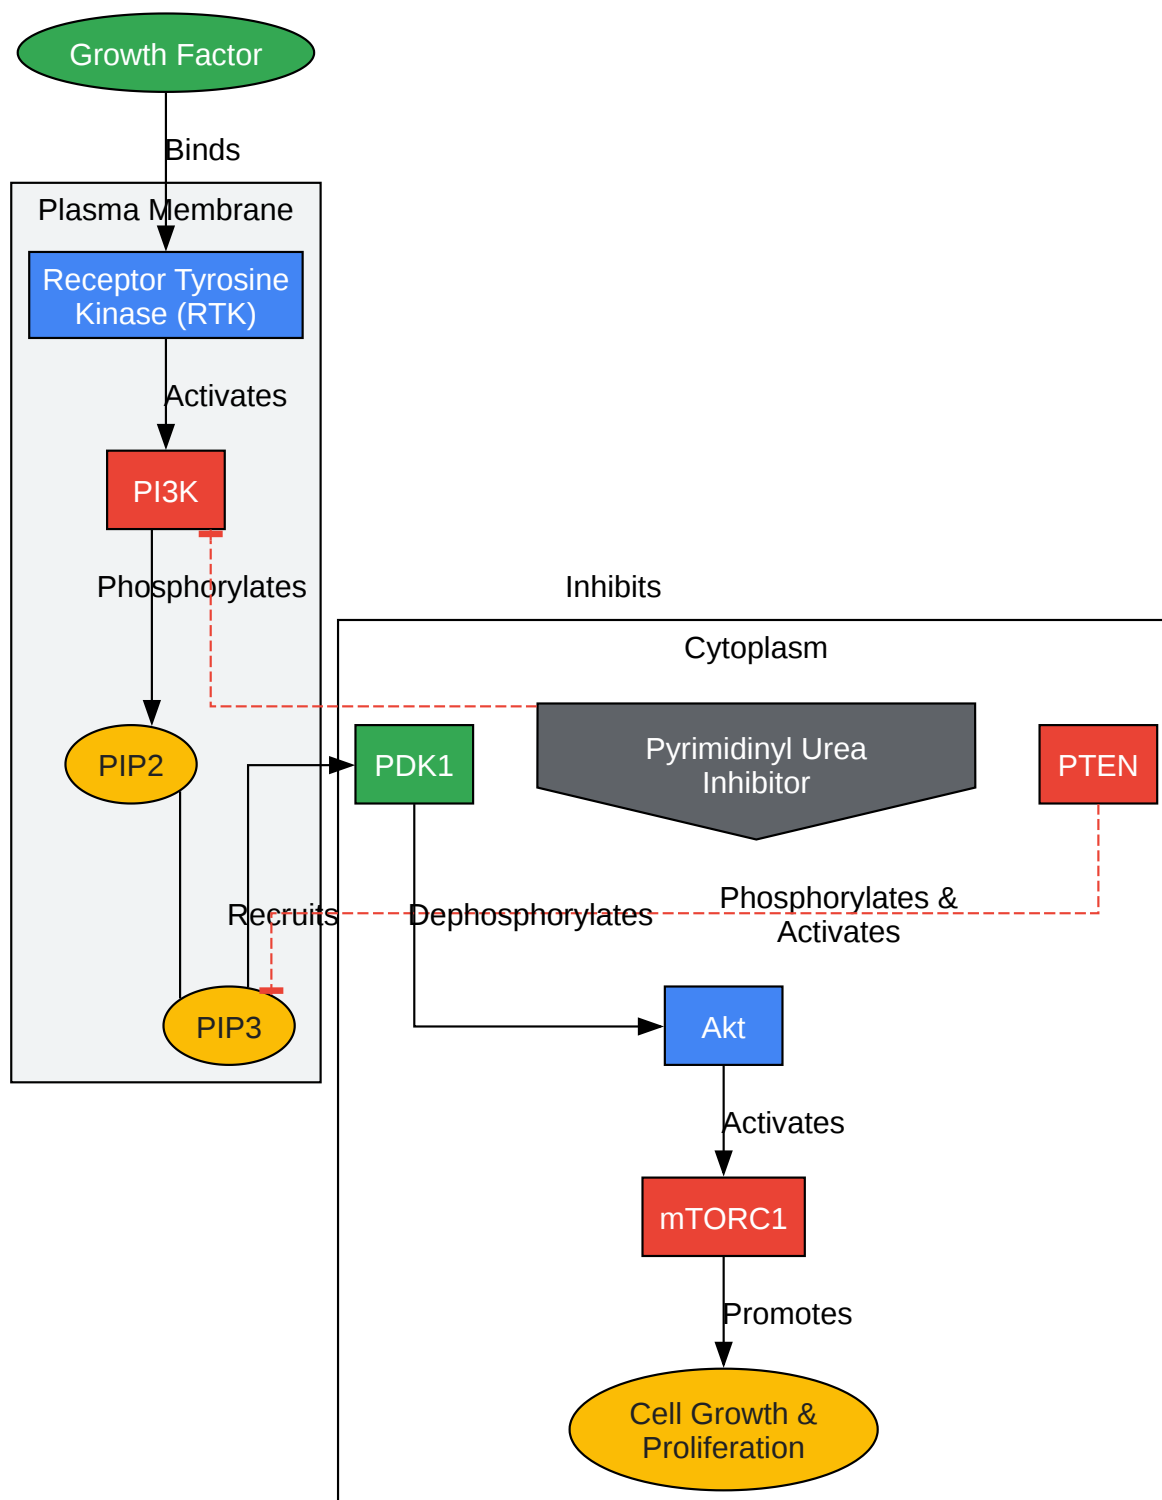 Growth Factor
Binds
Plasma Membrane
Receptor Tyrosine
Kinase (RTK)
Activates
PI3K
Phosphorylates
Inhibits
Cytoplasm
PIP2
PDK1
Pyrimidinyl Urea
Inhibitor
PTEN
Recruits
Dephosphorylates
Phosphorylates &
Activates
PIP3
Akt
Activates
mTORC1
Promotes
Cell Growth &
Proliferation